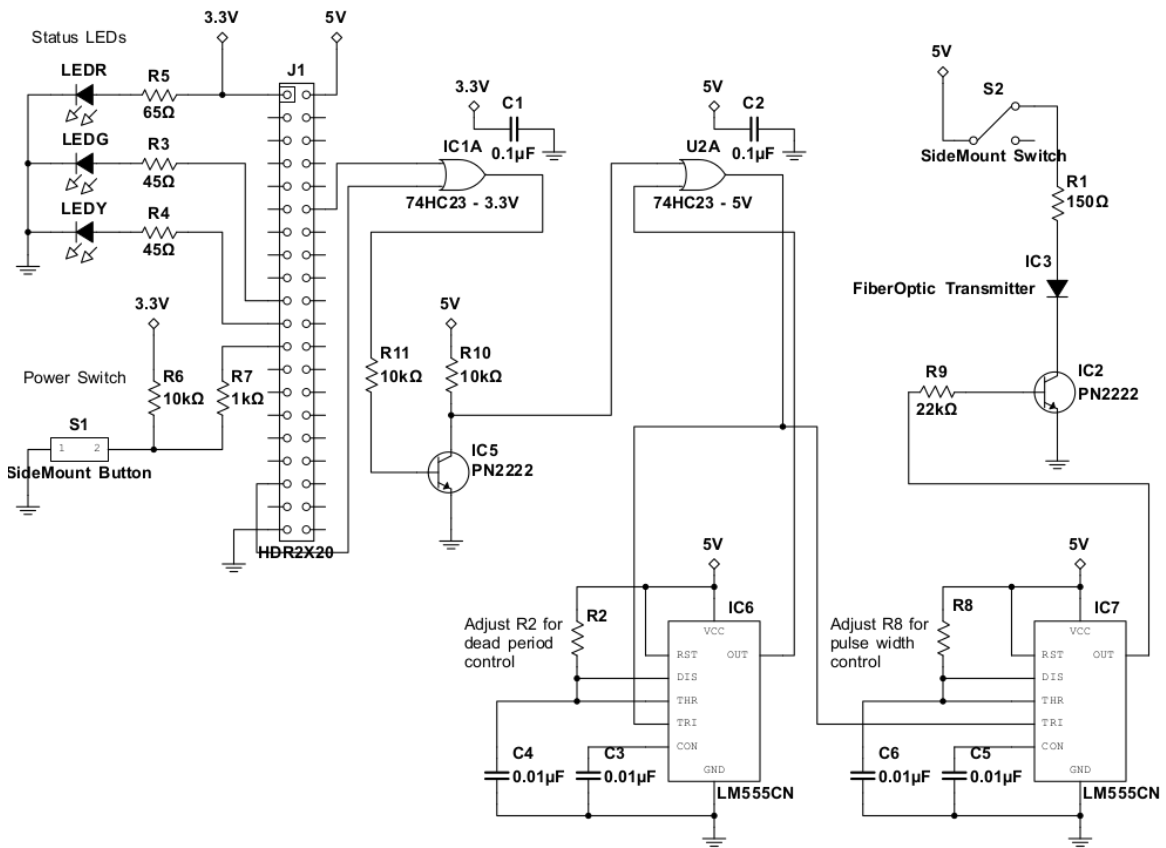 3.3V
5V
Status LEDs
LEDR
R5
65Ω
J1
LEDG
R3
45Ω
LEDY
R4
45Ω
3.3V
C1
0.1µF
IC1A
74HC23 - 3.3V
5V
C2
0.1µF
U2A
74HC23 - 5V
5V
S2
SideMount Switch
R1
150Ω
IC3
FiberOptic Transmitter
3.3V
Power Switch
R6
10kΩ
R7
1kΩ
S1
1 2
SideMount Button
HDR2X20
5V
R11
10kΩ
R10
10kΩ
IC5
PN2222
R9
22kΩ
IC2
PN2222
5V
IC6
Adjust R2 for
dead period
control
R2
VCC
RST OUT
DIS
THR
TRI
CON
GND
C4
0.01µF
C3
0.01µF
LM555CN
5V
IC7
Adjust R8 for
pulse width
control
R8
VCC
RST OUT
DIS
THR
TRI
CON
GND
C6
0.01µF
C5
0.01µF
LM555CN